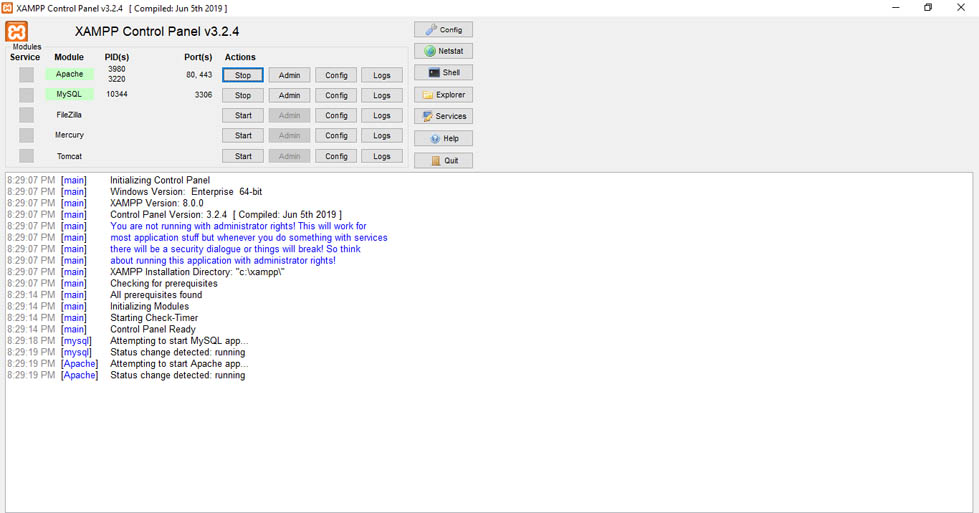 XAMPP Control Panel v3.2.4 [ Compiled: Jun 5th 2019 ]
XAMPP Control Panel v3.2.4
Modules
Service Module PID(s) Port(s) Actions
Apache 3980 3220 80, 443 Stop Admin Config Logs
MySQL 10344 3306 Stop Admin Config Logs
FileZilla Start Admin Config Logs
Mercury Start Admin Config Logs
Tomcat Start Admin Config Logs
Config
Netstat
Shell
Explorer
Services
Help
Quit
8:29:07 PM [main] Initializing Control Panel
8:29:07 PM [main] Windows Version: Enterprise 64-bit
8:29:07 PM [main] XAMPP Version: 8.0.0
8:29:07 PM [main] Control Panel Version: 3.2.4 [ Compiled: Jun 5th 2019 ]
8:29:07 PM [main] You are not running with administrator rights! This will work for
8:29:07 PM [main] most application stuff but whenever you do something with services
8:29:07 PM [main] there will be a security dialogue or things will break! So think
8:29:07 PM [main] about running this application with administrator rights!
8:29:07 PM [main] XAMPP Installation Directory: "c:\xampp\"
8:29:07 PM [main] Checking for prerequisites
8:29:14 PM [main] All prerequisites found
8:29:14 PM [main] Initializing Modules
8:29:14 PM [main] Starting Check-Timer
8:29:14 PM [main] Control Panel Ready
8:29:18 PM [mysql] Attempting to start MySQL app...
8:29:19 PM [mysql] Status change detected: running
8:29:19 PM [Apache] Attempting to start Apache app...
8:29:19 PM [Apache] Status change detected: running